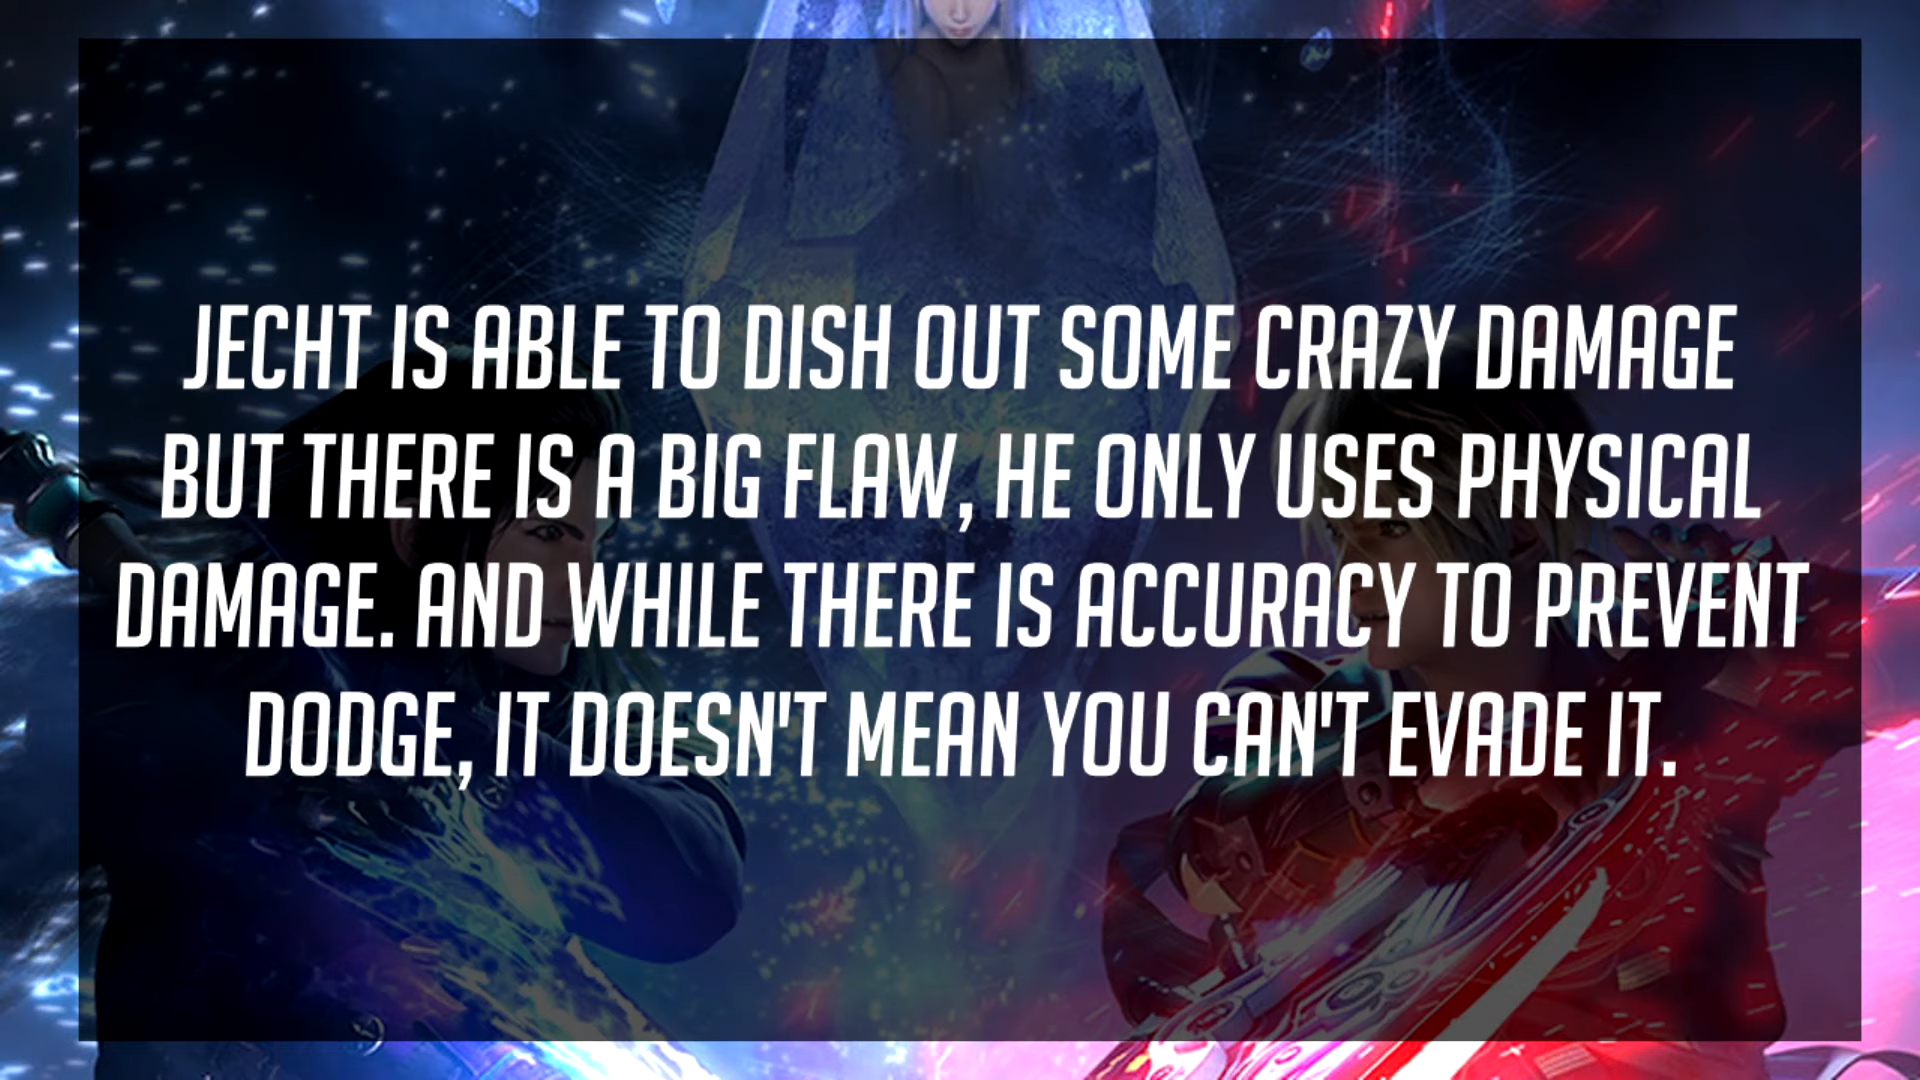 JECHT IS ABLE TO DISH OUT SOME CRAZY DAMAGE
BUT THERE IS A BIG FLAW, HE ONLY USES PHYSICAL
DAMAGE. AND WHILE THERE IS ACCURACY TO PREVENT
DODGE, IT DOESN'T MEAN YOU CAN'T EVADE IT.